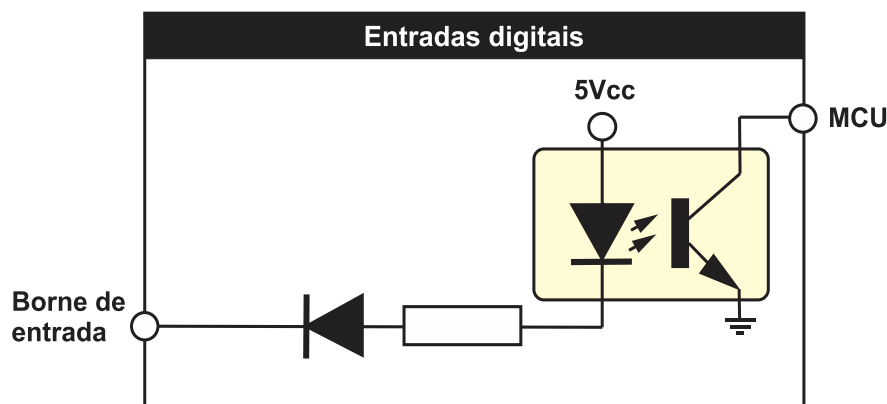 Entradas digitais
5Vcc
MCU
Borne de
entrada